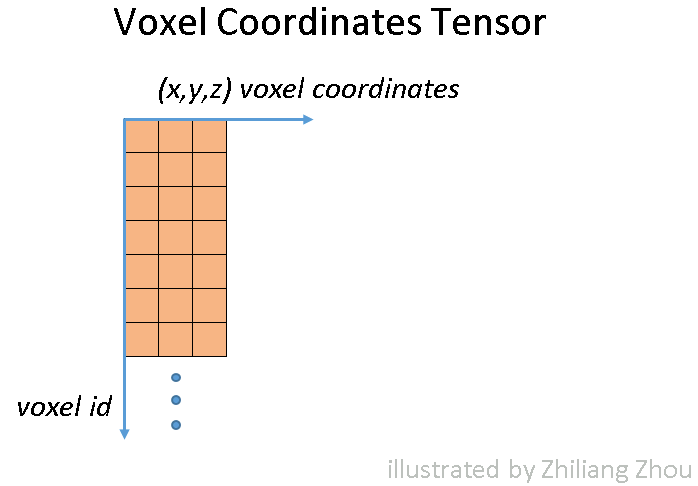 Voxel Coordinates Tensor
(x,y,z) voxel coordinates
voxel id
illustrated by Zhiliang Zhou